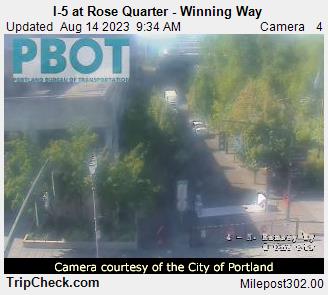 I-5 at Rose Quarter - Winning Way
Updated Aug 14 2023 9:34 AM Camera 4
PBOT
PORTLAND BUREAU OF TRANSPORTATION
Camera courtesy of the City of Portland
TripCheck.com Milepost302.00